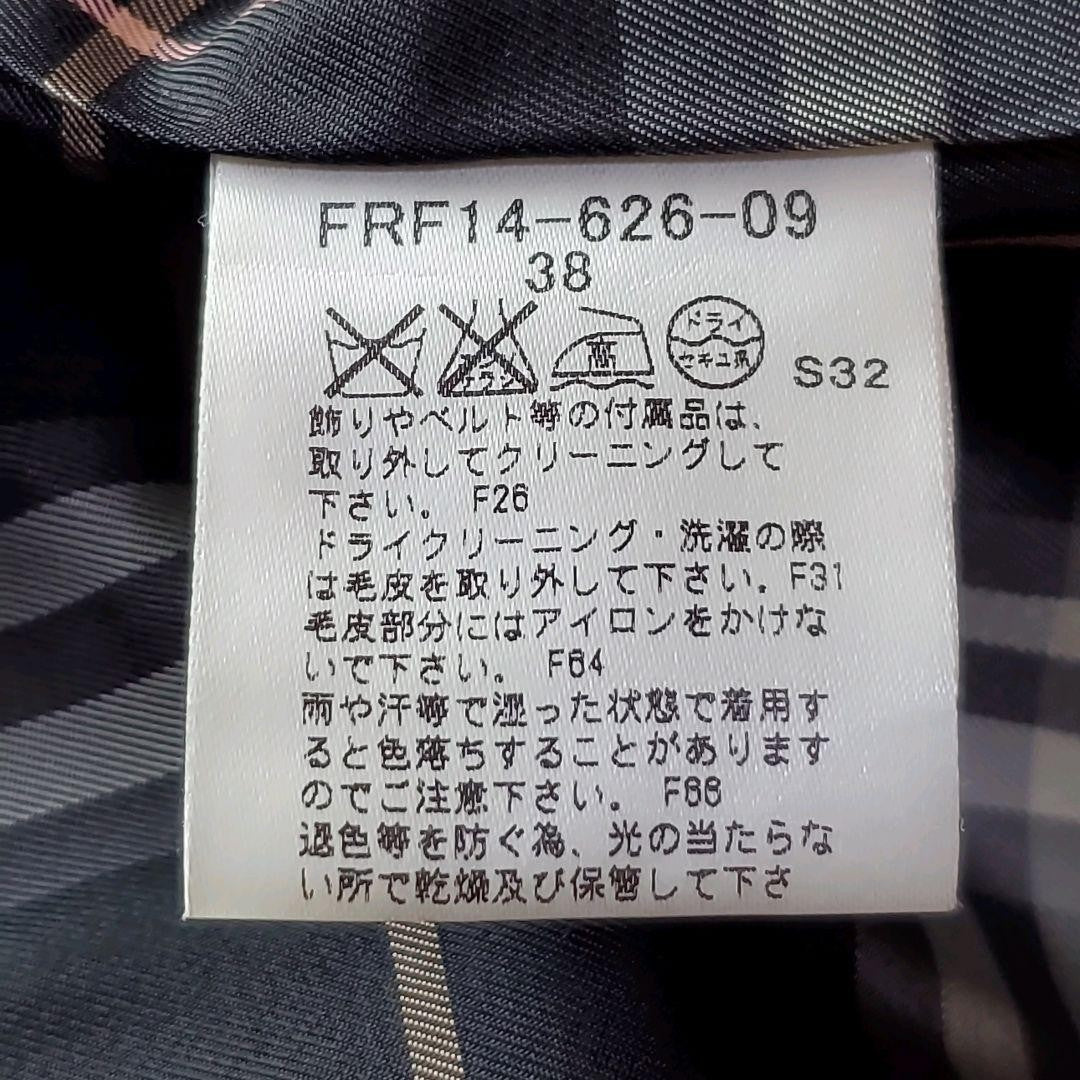 FRF14-626-09
38
エンソ
高
ドライ
セキユ系
S32
飾りやベルト等の付属品は、
取り外してクリーニングして
下さい。 F26
ドライクリーニング・洗濯の際
は毛皮を取り外して下さい。F31
毛皮部分にはアイロンをかけな
いで下さい。 F64
雨や汗等で湿った状態で着用す
ると色落ちすることがあります
のでご注意下さい。 F66
退色等を防ぐ為、光の当たらな
い所で乾燥及び保管して下さ